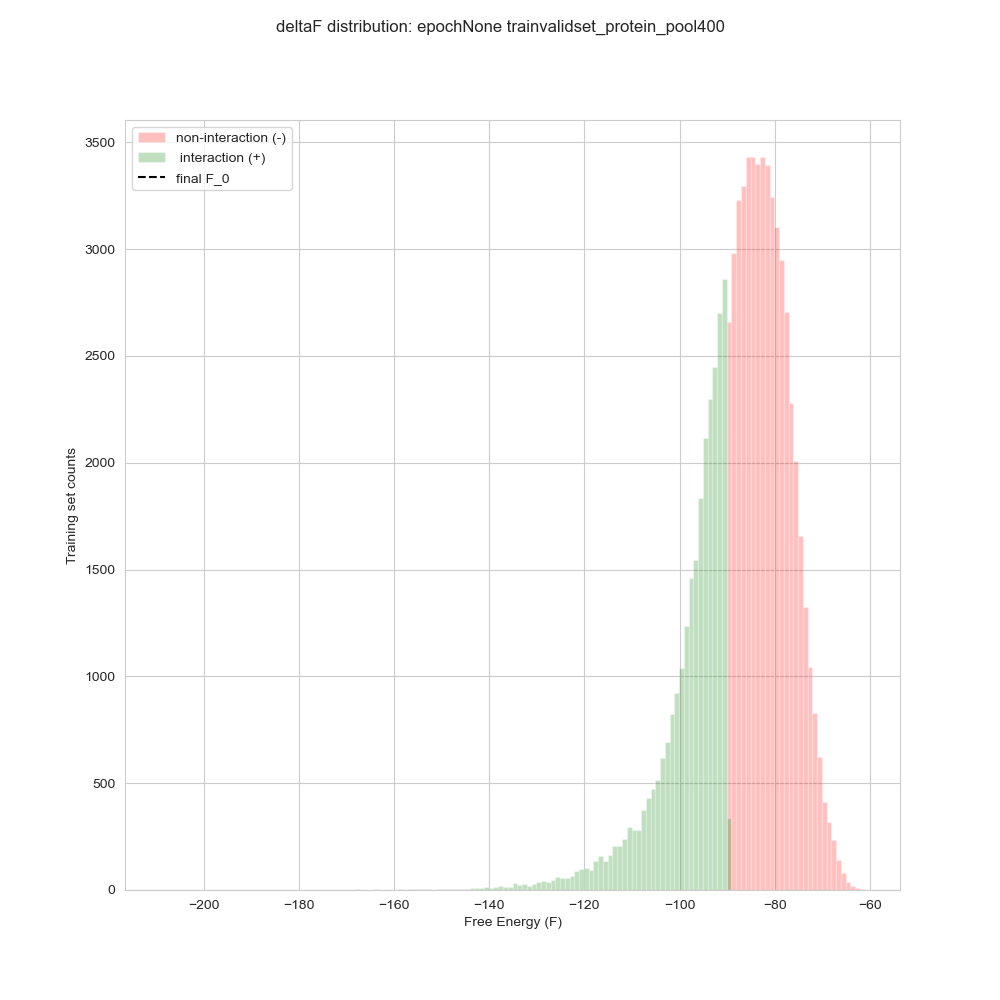 deltaF distribution: epochNone trainvalidset_protein_pool400
non-interaction (-)
interaction (+)
final F_0
3500
3000
2500
2000
1500
1000
500
0
Training set counts
−200 −180 −160 −140 −120 −100 −80 −60
Free Energy (F)